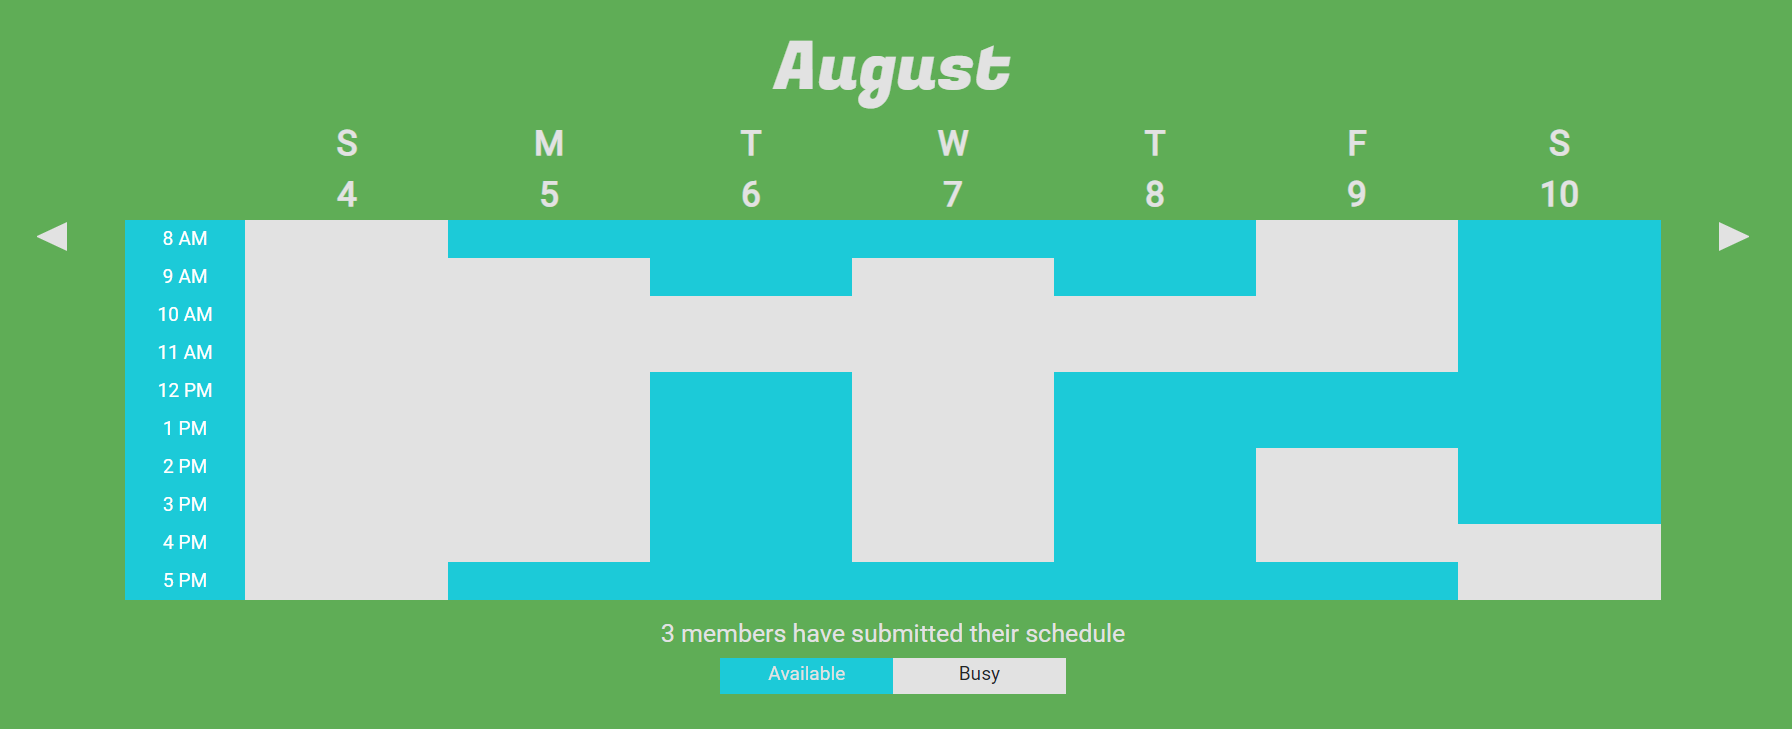 August
S M T W T F S
4 5 6 7 8 9 10
8 AM
9 AM
10 AM
11 AM
12 PM
1 PM
2 PM
3 PM
4 PM
5 PM
3 members have submitted their schedule
Available Busy